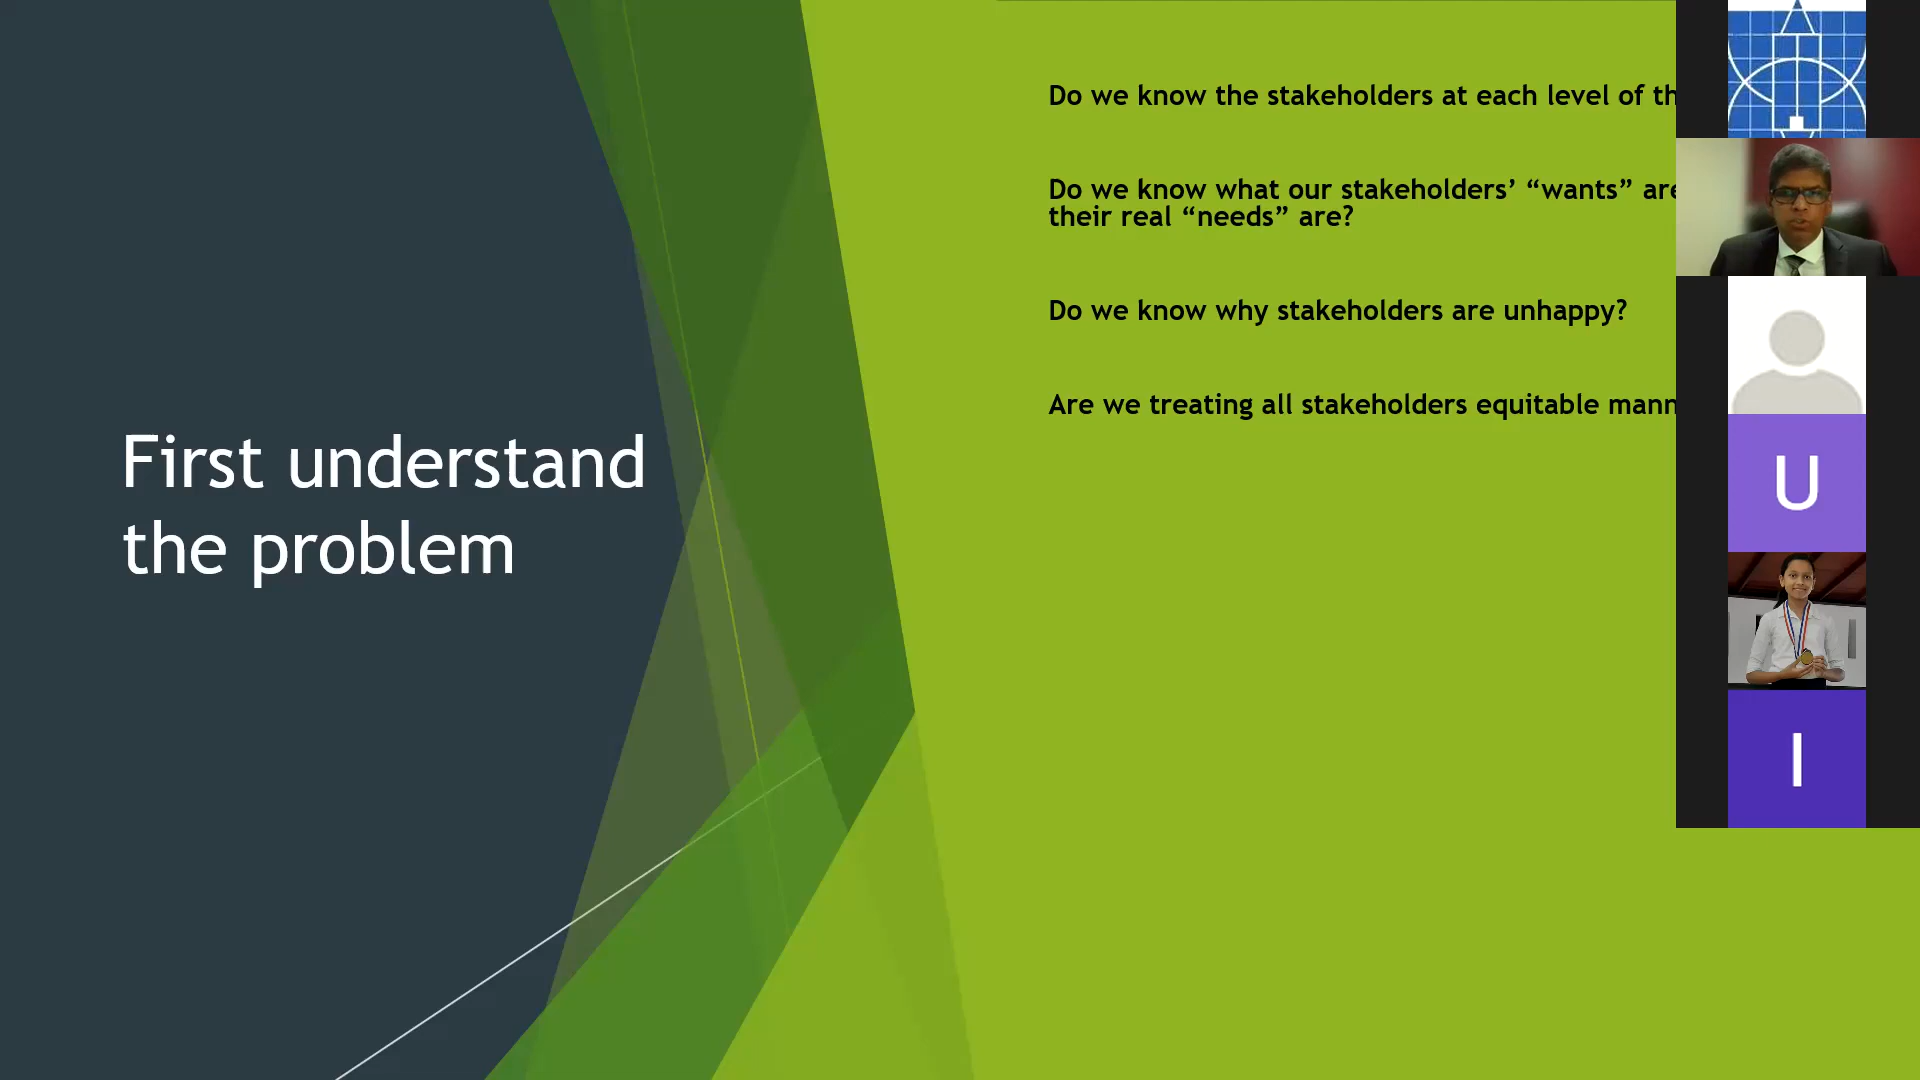 First understand
the problem
Do we know the stakeholders at each level of
Do we know what our stakeholders’ “wants” are
their real “needs” are?
Do we know why stakeholders are unhappy?
Are we treating all stakeholders equitable
U
I